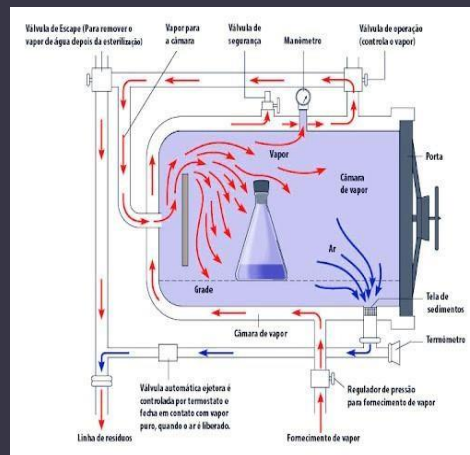 Válvula de Escape (Para remover o
vapor de água depois da esterilização)
Vapor para
a câmara
Válvula de
segurança
Manômetro
Válvula de operação
(controla o vapor)
Vapor
Câmara
de vapor
Porta
Ar
Grade
Tela de
sedimentos
Câmara de vapor
Termômetro
Válvula automática ejetora é
controlada por termostato e
fecha em contato com vapor
puro, quando o ar é liberado.
Regulador de pressão
para fornecimento de vapor
Linha de resíduos
Fornecimento de vapor